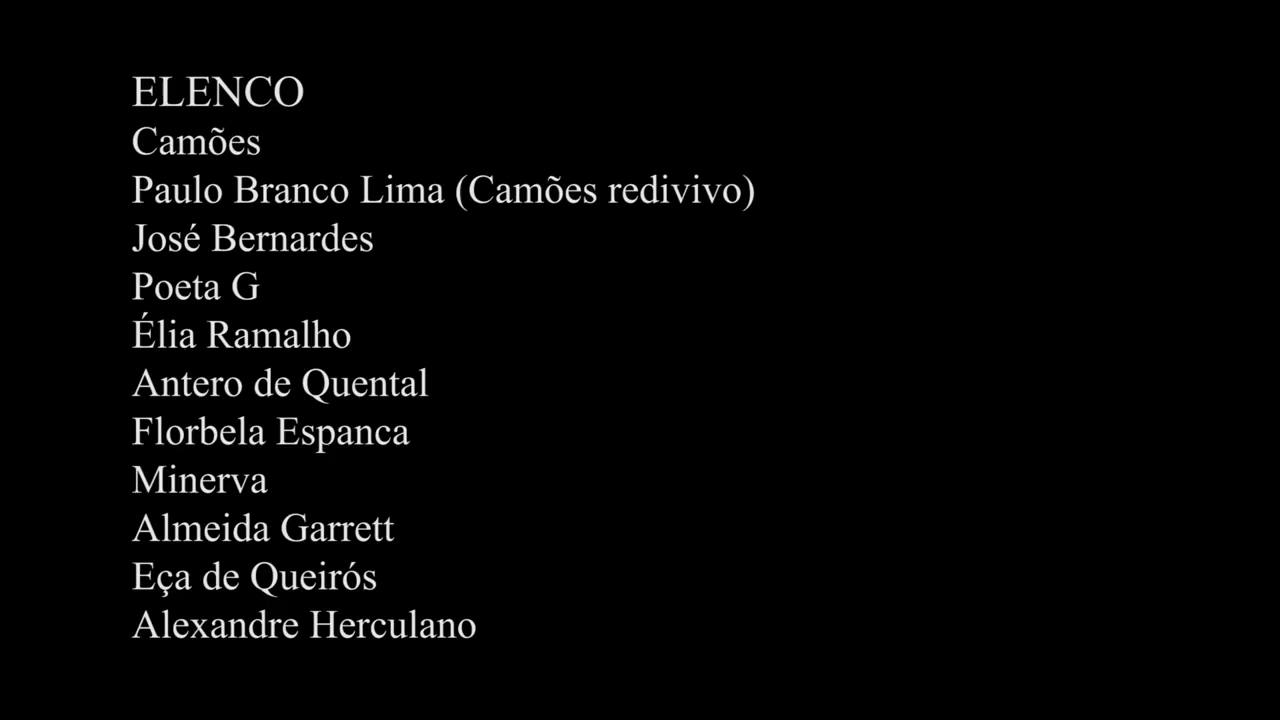 ELENCO
Camões
Paulo Branco Lima (Camões redivivo)
José Bernardes
Poeta G
Élia Ramalho
Antero de Quental
Florbela Espanca
Minerva
Almeida Garrett
Eça de Queirós
Alexandre Herculano